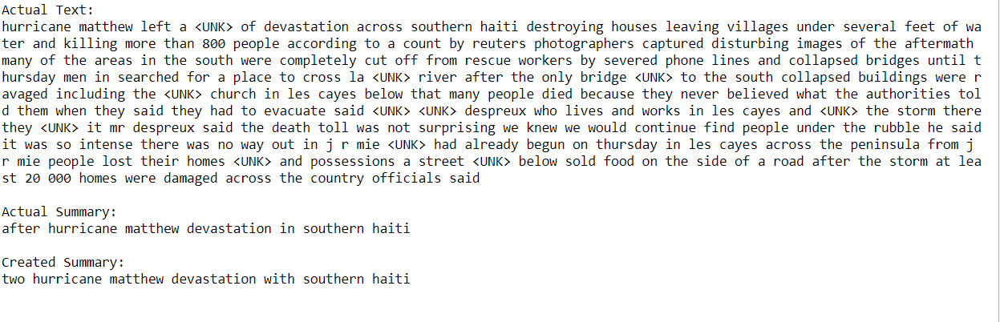 Actual Text:
hurricane matthew left a <UNK> of devastation across southern haiti destroying houses leaving villages under several feet of wa
ter and killing more than 800 people according to a count by reuters photographers captured disturbing images of the aftermath
many of the areas in the south were completely cut off from rescue workers by severed phone lines and collapsed bridges until t
hursday men in searched for a place to cross la <UNK> river after the only bridge <UNK> to the south collapsed buildings were r
avaged including the <UNK> church in les cayes below that many people died because they never believed what the authorities tol
d them when they said they had to evacuate said <UNK> <UNK> despreux who lives and works in les cayes and <UNK> the storm there
they <UNK> it mr despreux said the death toll was not surprising we knew we would continue find people under the rubble he said
it was so intense there was no way out in j r mie <UNK> had already begun on thursday in les cayes across the peninsula from j
r mie people lost their homes <UNK> and possessions a street <UNK> below sold food on the side of a road after the storm at lea
st 20 000 homes were damaged across the country officials said
Actual Summary:
after hurricane matthew devastation in southern haiti
Created Summary:
two hurricane matthew devastation with southern haiti